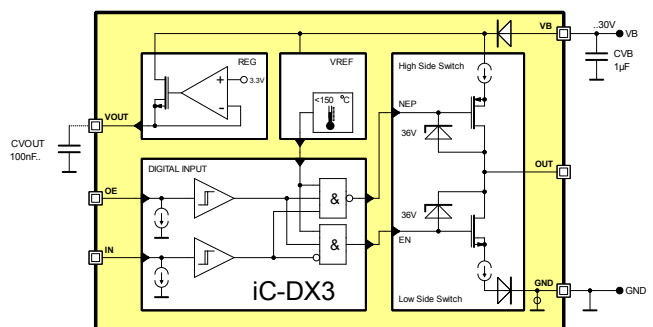 VB
..30V
VB
CVB
1µF
REG
3.3V
+
-
VREF
<150 °C
High Side Switch
NEP
36V
VOUT
CVOUT
100nF..
DIGITAL INPUT
OE
&
OUT
36V
IN
&
EN
iC-DX3
GND
GND
Low Side Switch